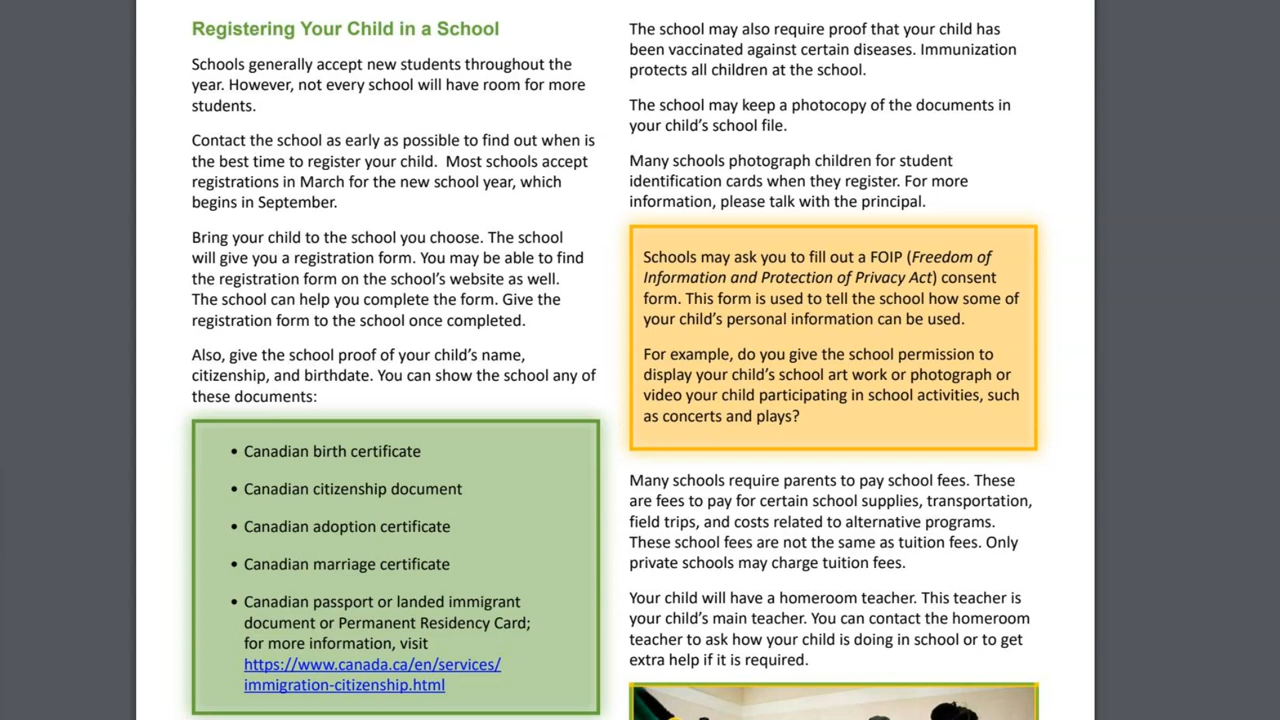 Registering Your Child in a School
Schools generally accept new students throughout the
year. However, not every school will have room for more
students.
Contact the school as early as possible to find out when is
the best time to register your child.  Most schools accept
registrations in March for the new school year, which
begins in September.
Bring your child to the school you choose. The school
will give you a registration form. You may be able to find
the registration form on the school's website as well.
The school can help you complete the form. Give the
registration form to the school once completed.
Also, give the school proof of your child's name,
citizenship, and birthdate. You can show the school any of
these documents:
• Canadian birth certificate
• Canadian citizenship document
• Canadian adoption certificate
• Canadian marriage certificate
• Canadian passport or landed immigrant
document or Permanent Residency Card;
for more information, visit
https://www.canada.ca/en/services/
immigration-citizenship.html
The school may also require proof that your child has
been vaccinated against certain diseases. Immunization
protects all children at the school.
The school may keep a photocopy of the documents in
your child's school file.
Many schools photograph children for student
identification cards when they register. For more
information, please talk with the principal.
Schools may ask you to fill out a FOIP (Freedom of
Information and Protection of Privacy Act) consent
form. This form is used to tell the school how some of
your child's personal information can be used.
For example, do you give the school permission to
display your child's school art work or photograph or
video your child participating in school activities, such
as concerts and plays?
Many schools require parents to pay school fees. These
are fees to pay for certain school supplies, transportation,
field trips, and costs related to alternative programs.
These school fees are not the same as tuition fees. Only
private schools may charge tuition fees.
Your child will have a homeroom teacher. This teacher is
your child's main teacher. You can contact the homeroom
teacher to ask how your child is doing in school or to get
extra help if it is required.